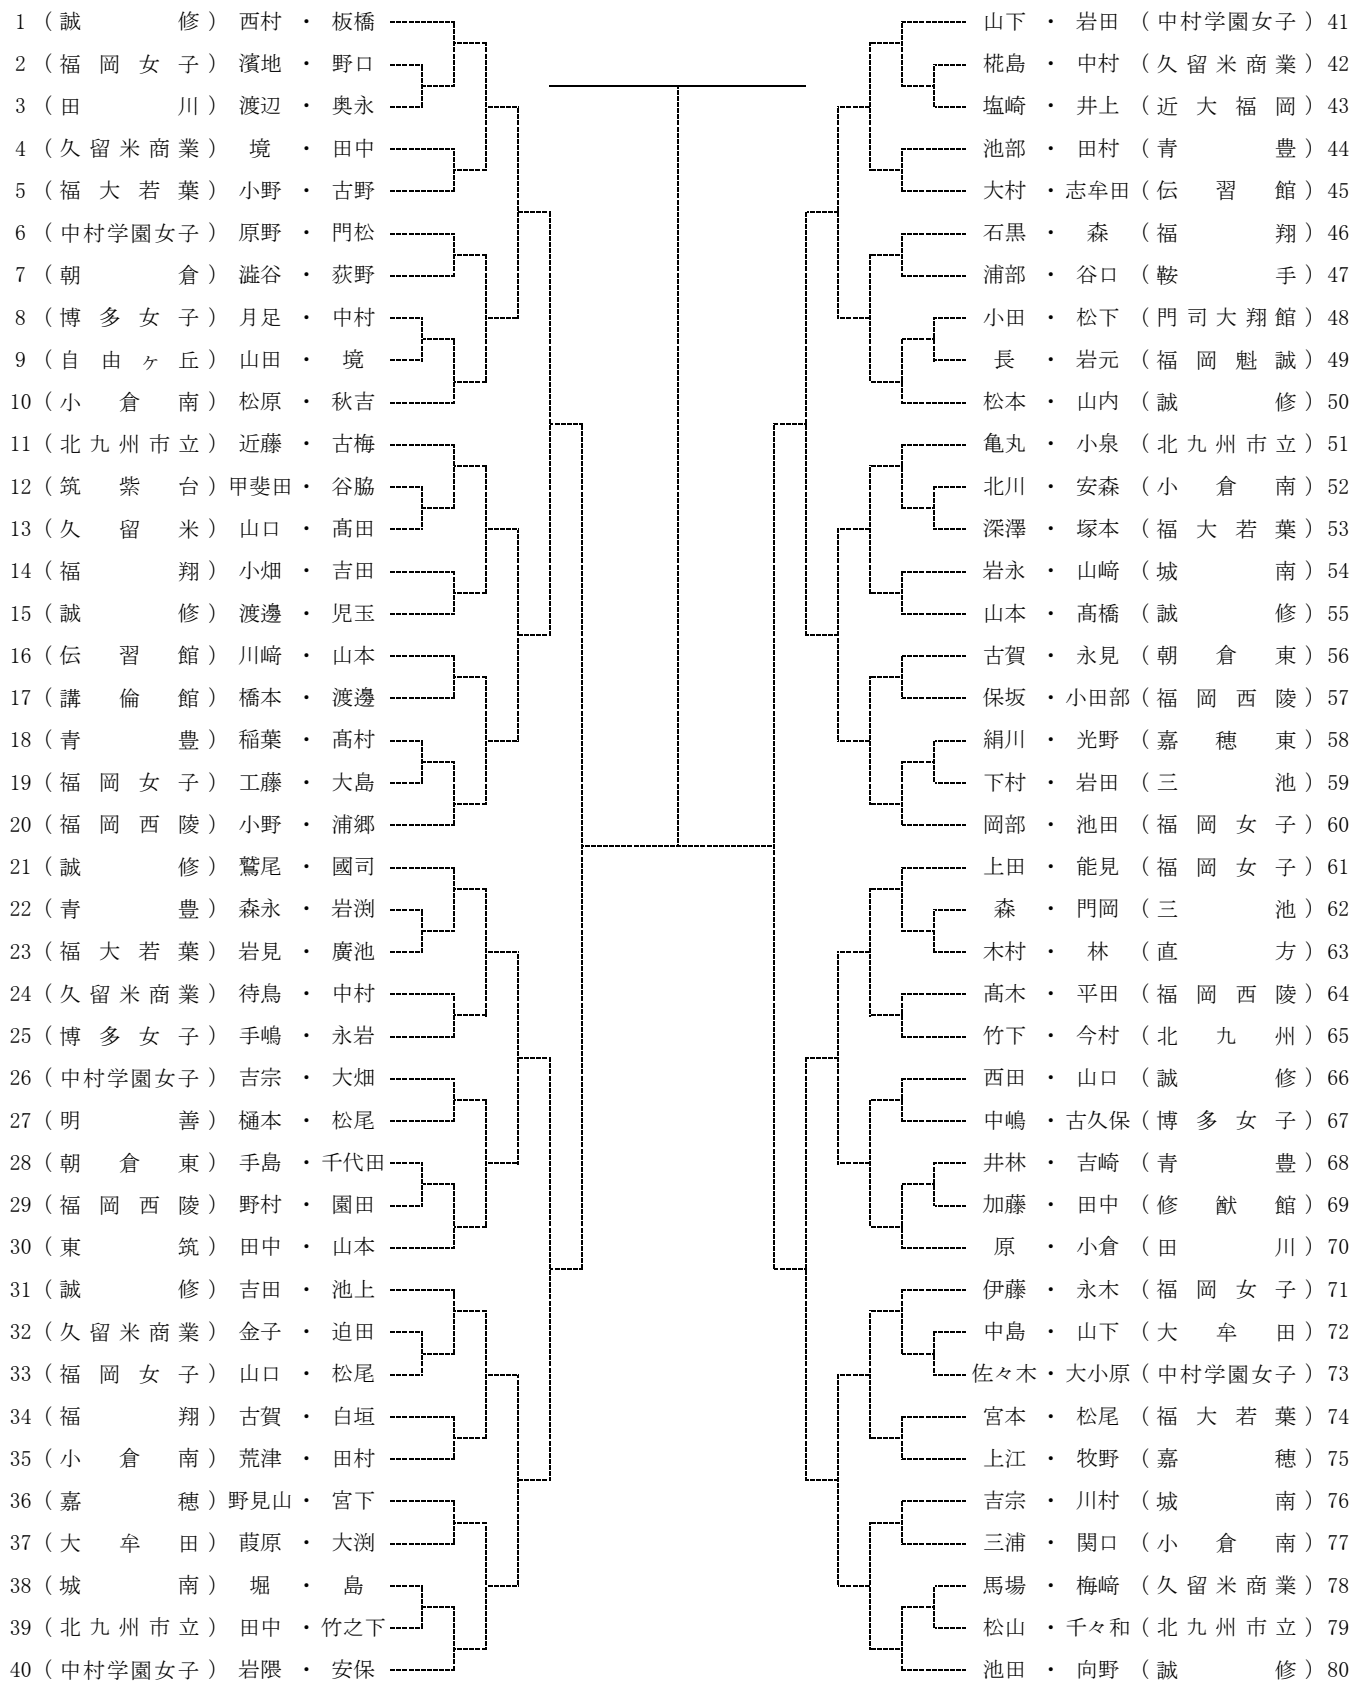 1 （誠 修） 西村 ・ 板橋
2 （福岡女子） 濱地 ・ 野口
3 （田 川） 渡辺 ・ 奥永
4 （久留米商業） 境 ・ 田中
5 （福大若葉） 小野 ・ 古野
6 （中村学園女子） 原野 ・ 門松
7 （朝 倉） 澁谷 ・ 荻野
8 （博多女子） 月足 ・ 中村
9 （自由ヶ丘） 山田 ・ 境
10 （小倉南） 松原 ・ 秋吉
11 （北九州市立） 近藤 ・ 古梅
12 （筑紫台） 甲斐田 ・ 谷脇
13 （久留米） 山口 ・ 髙田
14 （福 翔） 小畑 ・ 吉田
15 （誠 修） 渡邊 ・ 児玉
16 （伝習館） 川﨑 ・ 山本
17 （講倫館） 橋本 ・ 渡邊
18 （青 豊） 稲葉 ・ 髙村
19 （福岡女子） 工藤 ・ 大島
20 （福岡西陵） 小野 ・ 浦郷
21 （誠 修） 鷲尾 ・ 國司
22 （青 豊） 森永 ・ 岩渕
23 （福大若葉） 岩見 ・ 廣池
24 （久留米商業） 待鳥 ・ 中村
25 （博多女子） 手嶋 ・ 永岩
26 （中村学園女子） 吉宗 ・ 大畑
27 （明 善） 樋本 ・ 松尾
28 （朝倉東） 手島 ・ 千代田
29 （福岡西陵） 野村 ・ 園田
30 （東 筑） 田中 ・ 山本
31 （誠 修） 吉田 ・ 池上
32 （久留米商業） 金子 ・ 迫田
33 （福岡女子） 山口 ・ 松尾
34 （福 翔） 古賀 ・ 白垣
35 （小倉南） 荒津 ・ 田村
36 （嘉 穂） 野見山 ・ 宮下
37 （大牟田） 葭原 ・ 大渕
38 （城 南） 堀 ・ 島
39 （北九州市立） 田中 ・ 竹之下
40 （中村学園女子） 岩隈 ・ 安保
山下 ・ 岩田 （中村学園女子） 41
椛島 ・ 中村 （久留米商業） 42
塩崎 ・ 井上 （近大福岡） 43
池部 ・ 田村 （青 豊） 44
大村 ・ 志牟田 （伝習館） 45
石黒 ・ 森 （福 翔） 46
浦部 ・ 谷口 （鞍 手） 47
小田 ・ 松下 （門司大翔館） 48
長 ・ 岩元 （福岡魁誠） 49
松本 ・ 山内 （誠 修） 50
亀丸 ・ 小泉 （北九州市立） 51
北川 ・ 安森 （小倉南） 52
深澤 ・ 塚本 （福大若葉） 53
岩永 ・ 山﨑 （城 南） 54
山本 ・ 髙橋 （誠 修） 55
古賀 ・ 永見 （朝倉東） 56
保坂 ・ 小田部 （福岡西陵） 57
絹川 ・ 光野 （嘉穂東） 58
下村 ・ 岩田 （三 池） 59
岡部 ・ 池田 （福岡女子） 60
上田 ・ 能見 （福岡女子） 61
森 ・ 門岡 （三 池） 62
木村 ・ 林 （直 方） 63
髙木 ・ 平田 （福岡西陵） 64
竹下 ・ 今村 （北九州） 65
西田 ・ 山口 （誠 修） 66
中嶋 ・ 古久保 （博多女子） 67
井林 ・ 吉崎 （青 豊） 68
加藤 ・ 田中 （修猷館） 69
原 ・ 小倉 （田 川） 70
伊藤 ・ 永木 （福岡女子） 71
中島 ・ 山下 （大牟田） 72
佐々木 ・ 大小原 （中村学園女子） 73
宮本 ・ 松尾 （福大若葉） 74
上江 ・ 牧野 （嘉 穂） 75
吉宗 ・ 川村 （城 南） 76
三浦 ・ 関口 （小倉南） 77
馬場 ・ 梅﨑 （久留米商業） 78
松山 ・ 千々和 （北九州市立） 79
池田 ・ 向野 （誠 修） 80